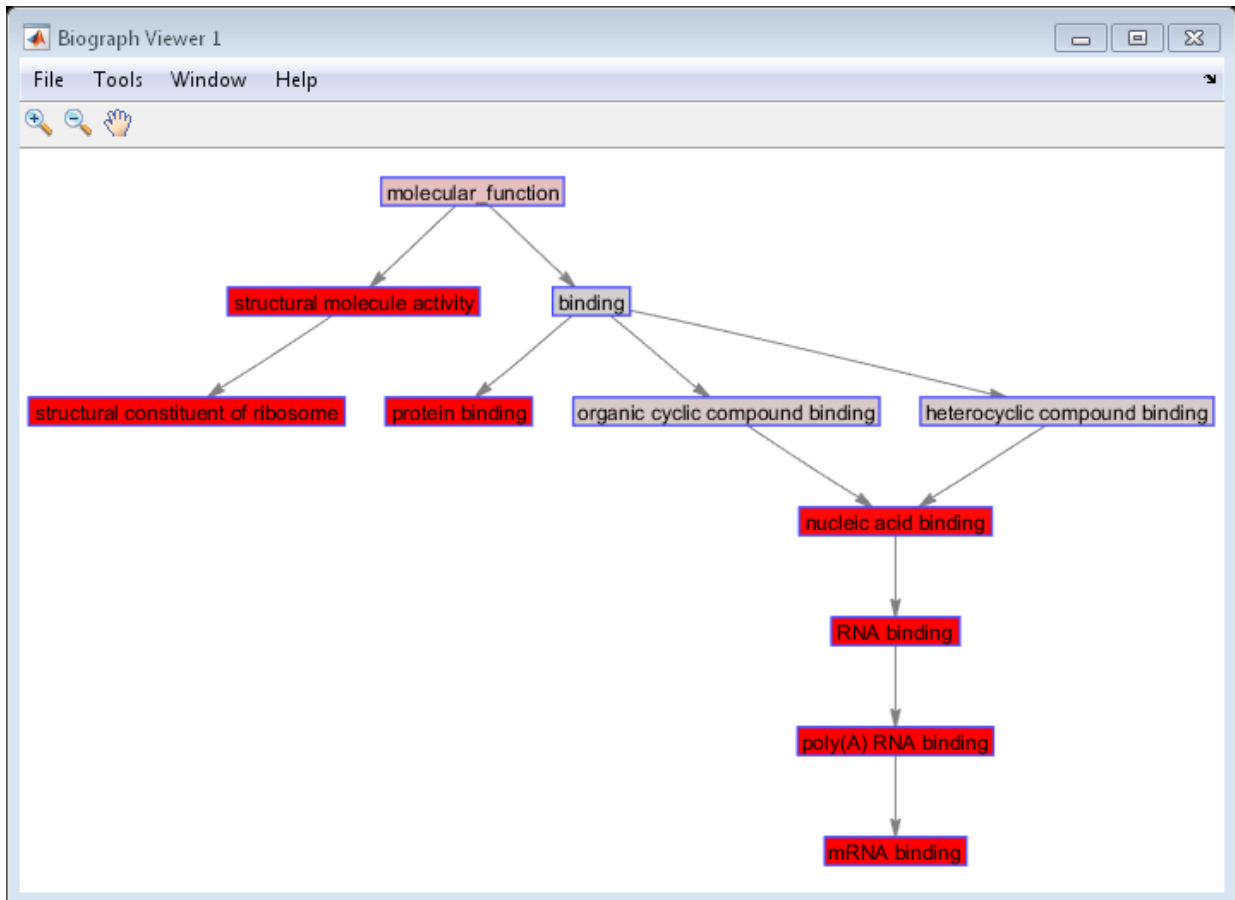 Biograph Viewer 1
File Tools Window Help
molecular_function
structural molecule activity
binding
structural constituent of ribosome
protein binding
organic cyclic compound binding
heterocyclic compound binding
nucleic acid binding
RNA binding
poly(A) RNA binding
mRNA binding